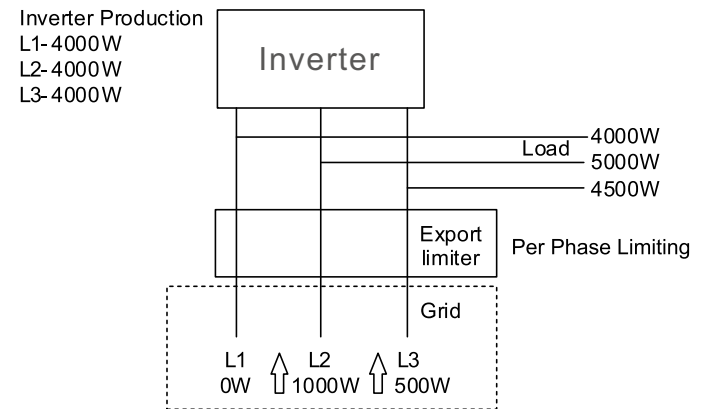 Inverter Production
L1-4000W
L2-4000W
L3-4000W
Inverter
Load
4000W
5000W
4500W
Export
limiter
Per Phase Limiting
Grid
L1 L2 L3
0W 1000W 500W